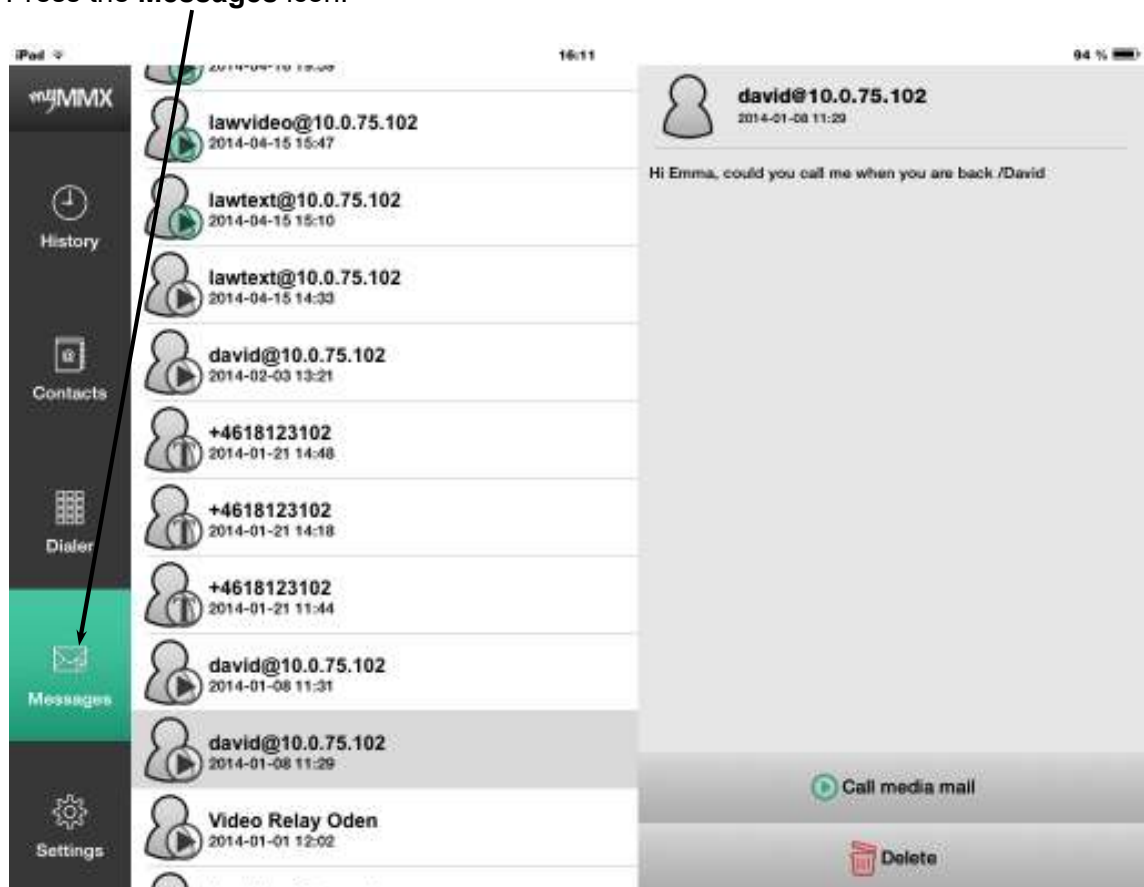 Messages icon.
iPad
16:11
94 %
myMMX
History
Contacts
Dialer
Messages
Settings
2014-04-16 19:39
lawvideo@10.0.75.102
2014-04-15 15:47
lawtext@10.0.75.102
2014-04-15 15:10
lawtext@10.0.75.102
2014-04-15 14:33
david@10.0.75.102
2014-02-03 13:21
+4618123102
2014-01-21 14:48
+4618123102
2014-01-21 14:18
+4618123102
2014-01-21 11:44
david@10.0.75.102
2014-01-08 11:31
david@10.0.75.102
2014-01-08 11:29
Video Relay Oden
2014-01-01 12:02
david@10.0.75.102
2014-01-08 11:29
Hi Emma, could you call me when you are back /David
Call media mail
Delete